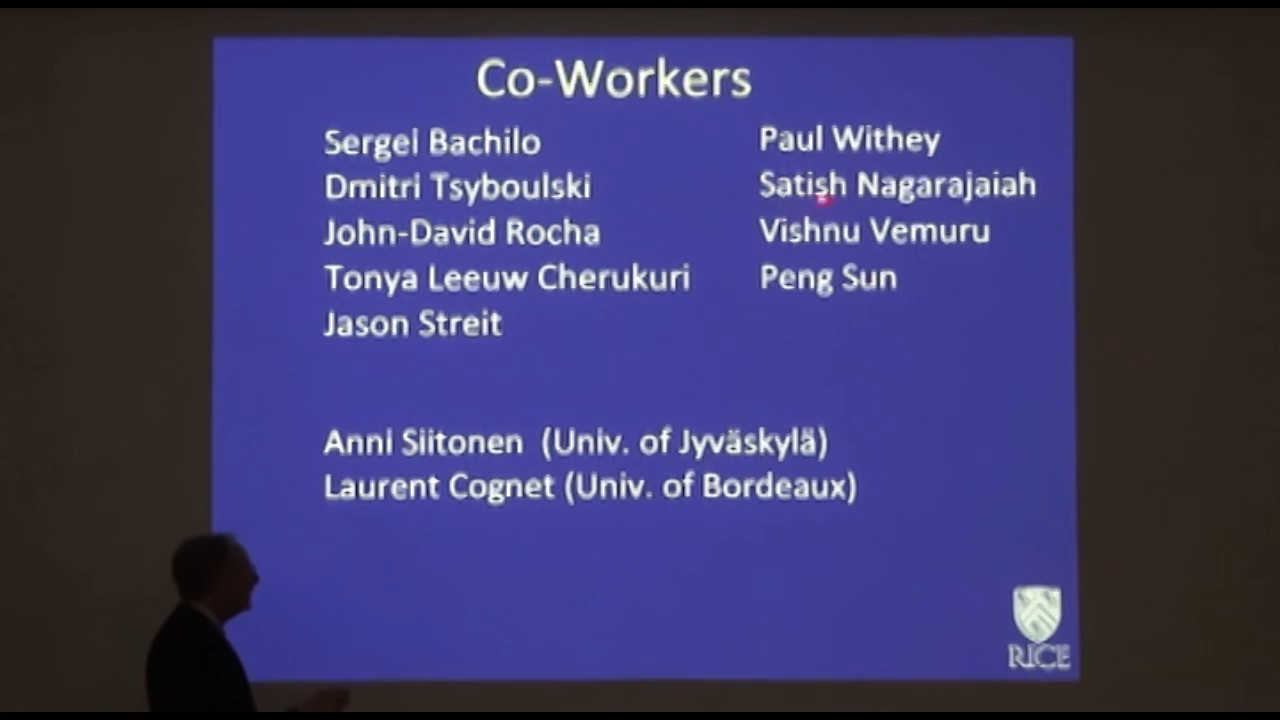 Co-Workers
Sergei Bachilo
Dmitri Tsyboulski
John-David Rocha
Tonya Leeuw Cherukuri
Jason Streit
Paul Withey
Satish Nagarajaiah
Vishnu Vemuru
Peng Sun
Anni Siitonen (Univ. of Jyväskylä)
Laurent Cognet (Univ. of Bordeaux)
RICE